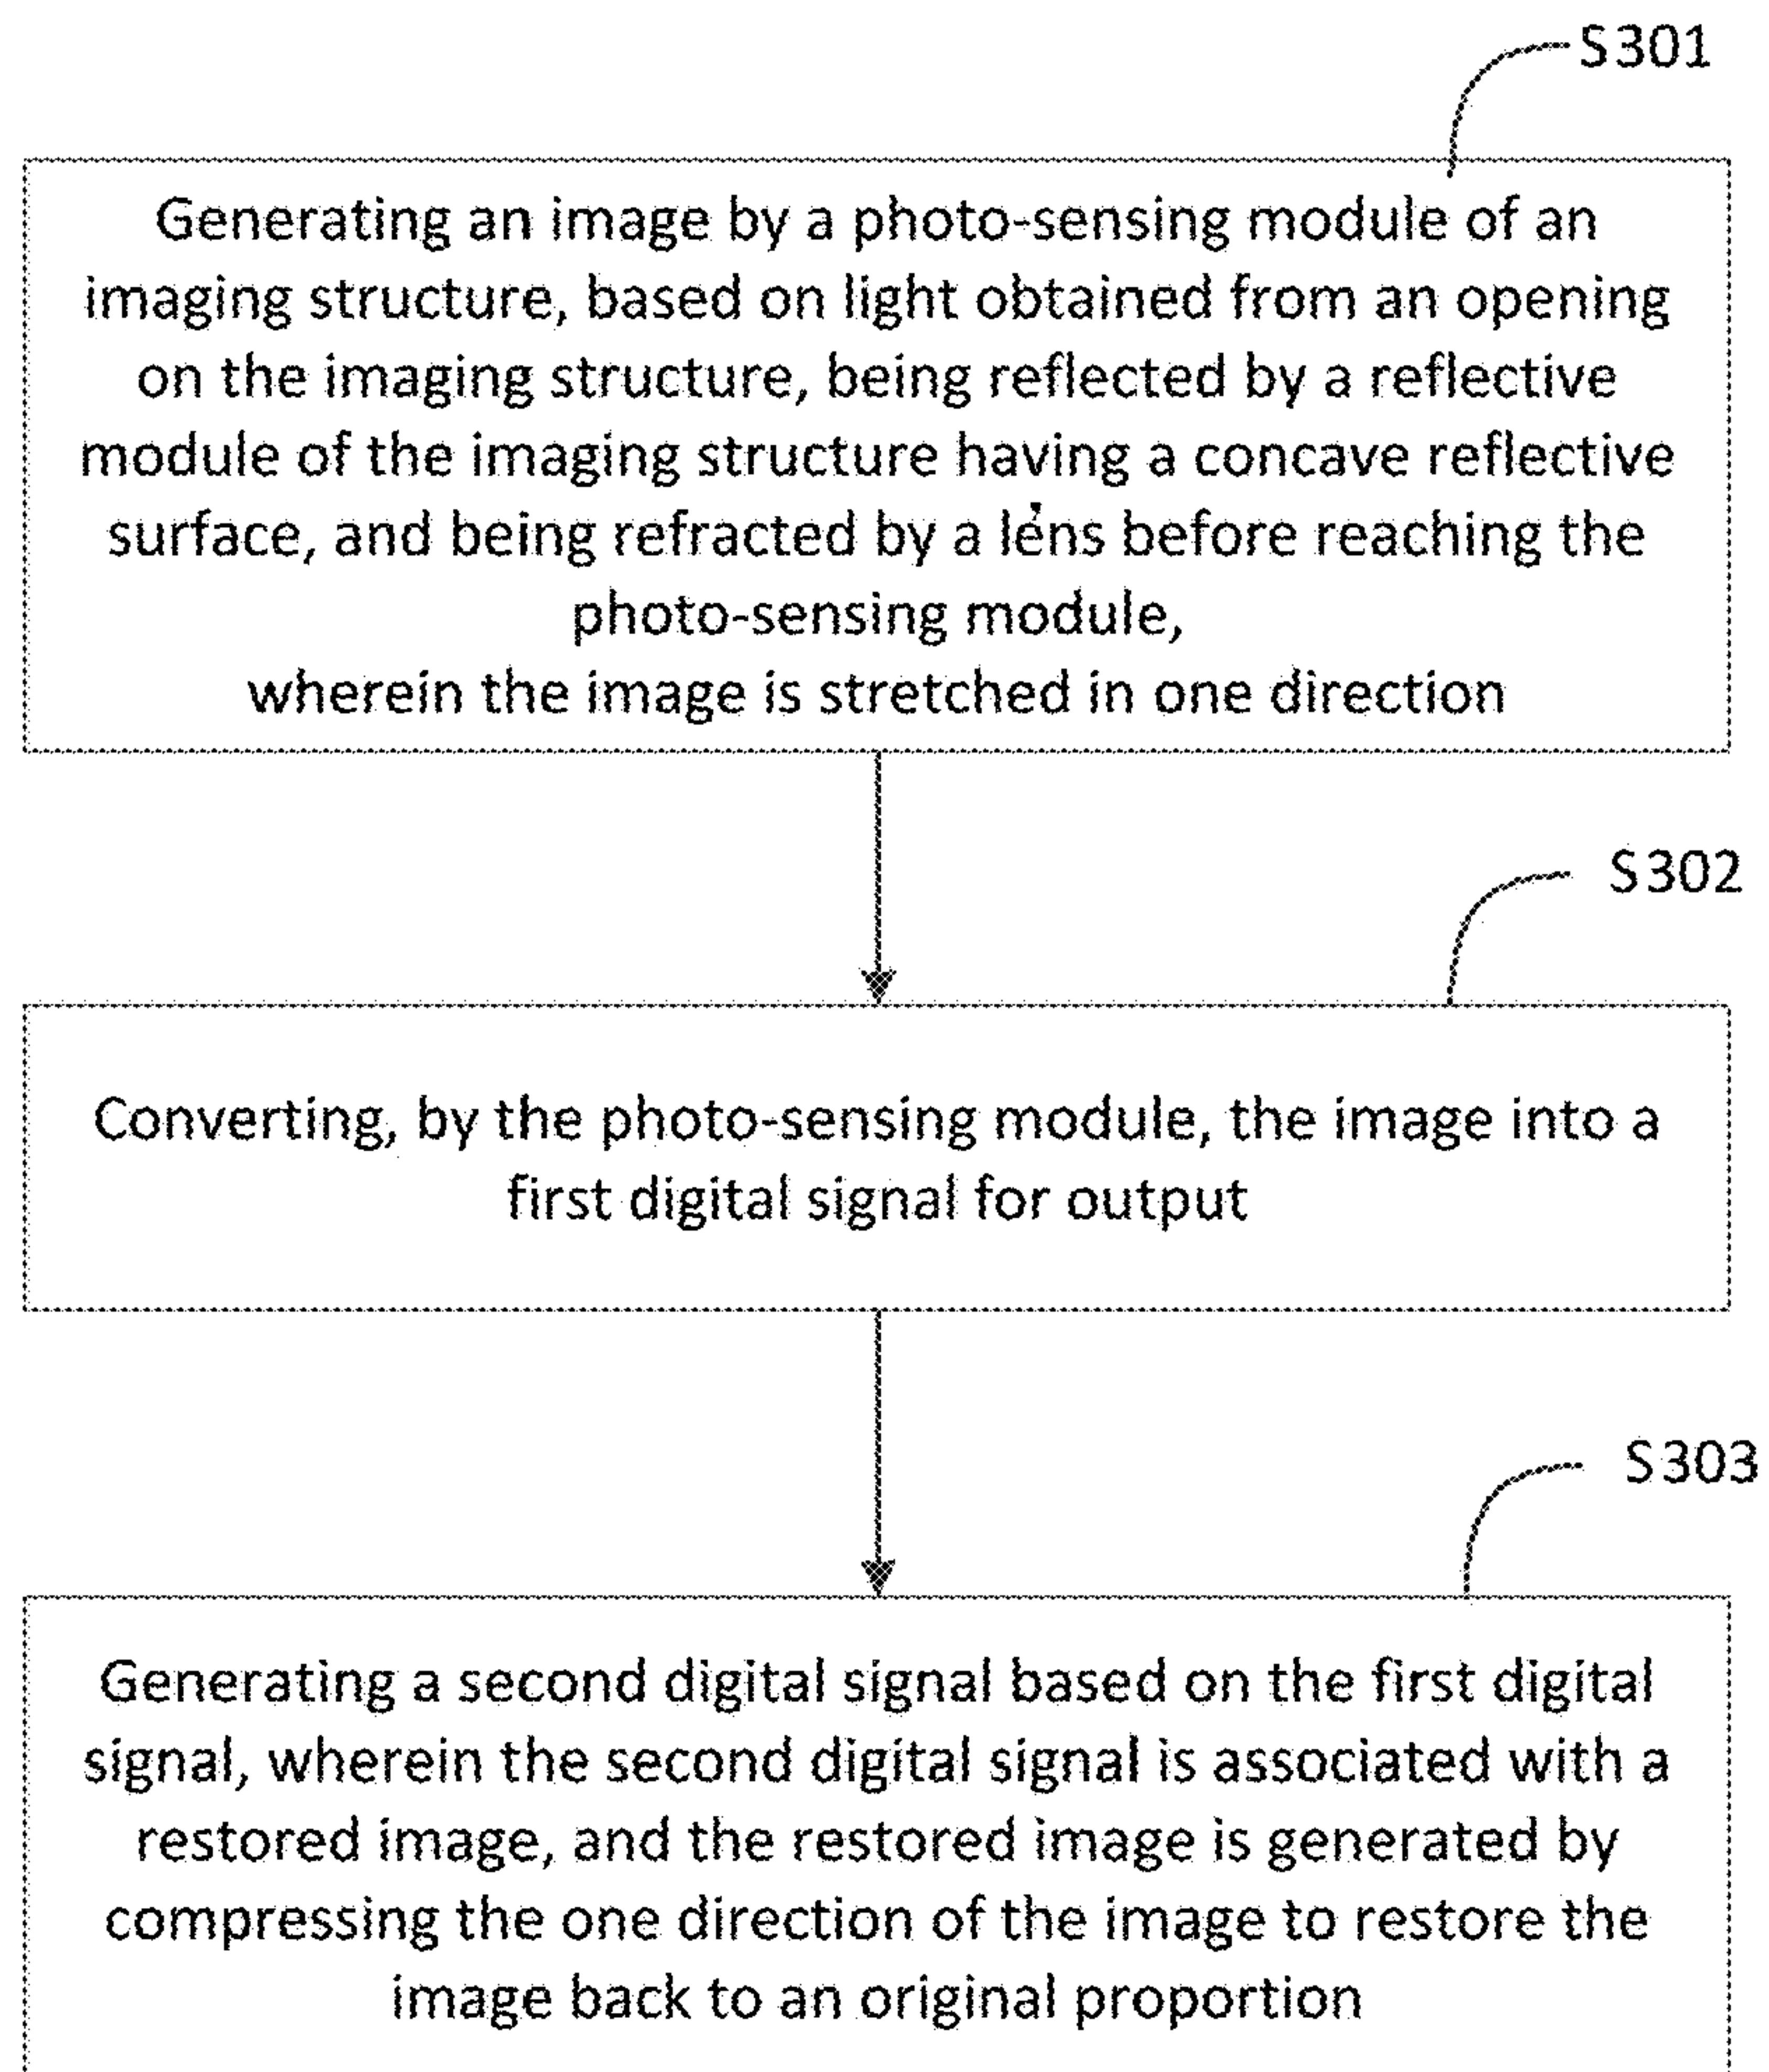 S301
Generating an image by a photo-sensing module of an
imaging structure, based on light obtained from an opening
on the imaging structure, being reflected by a reflective
module of the imaging structure having a concave reflective
surface, and being refracted by a lens before reaching the
photo-sensing module,
wherein the image is stretched in one direction
S302
Converting, by the photo-sensing module, the image into a
first digital signal for output
S303
Generating a second digital signal based on the first digital
signal, wherein the second digital signal is associated with a
restored image, and the restored image is generated by
compressing the one direction of the image to restore the
image back to an original proportion